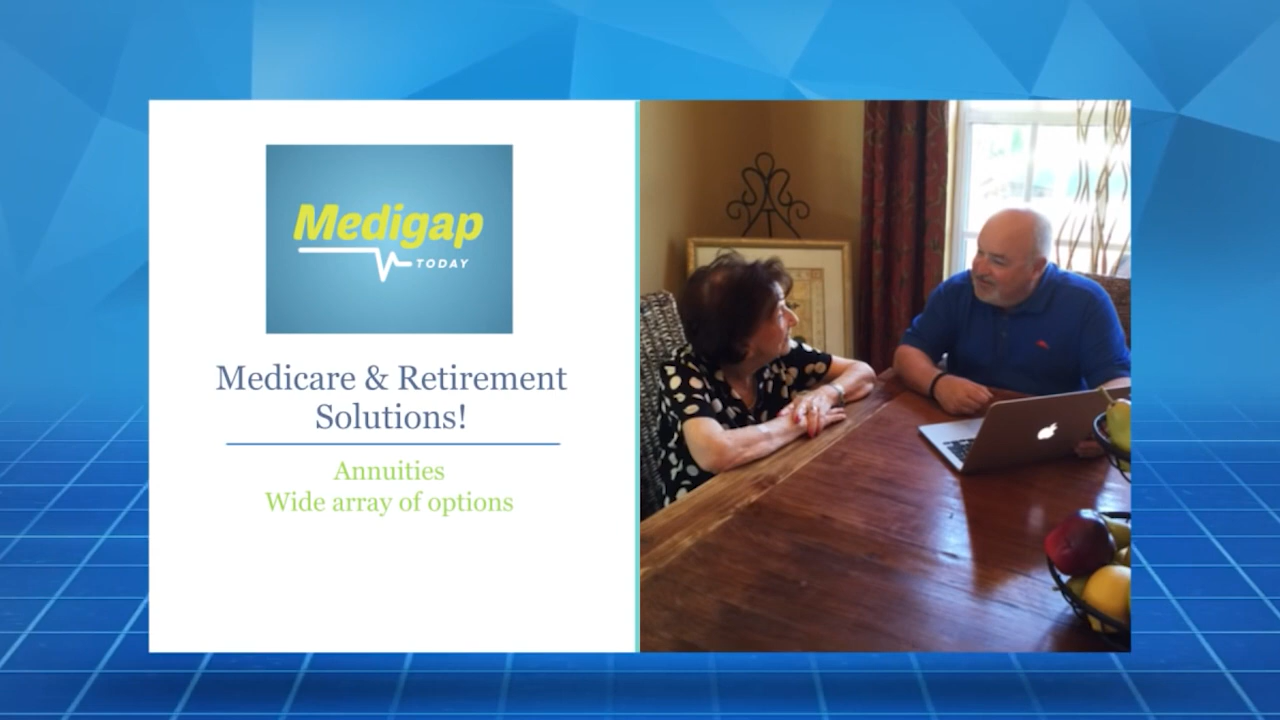 Medigap
TODAY
Medicare & Retirement
Solutions!
Annuities
Wide array of options